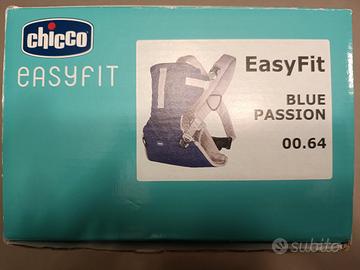 chicco
easyfit
EasyFit
BLUE
PASSION
00.64
subito